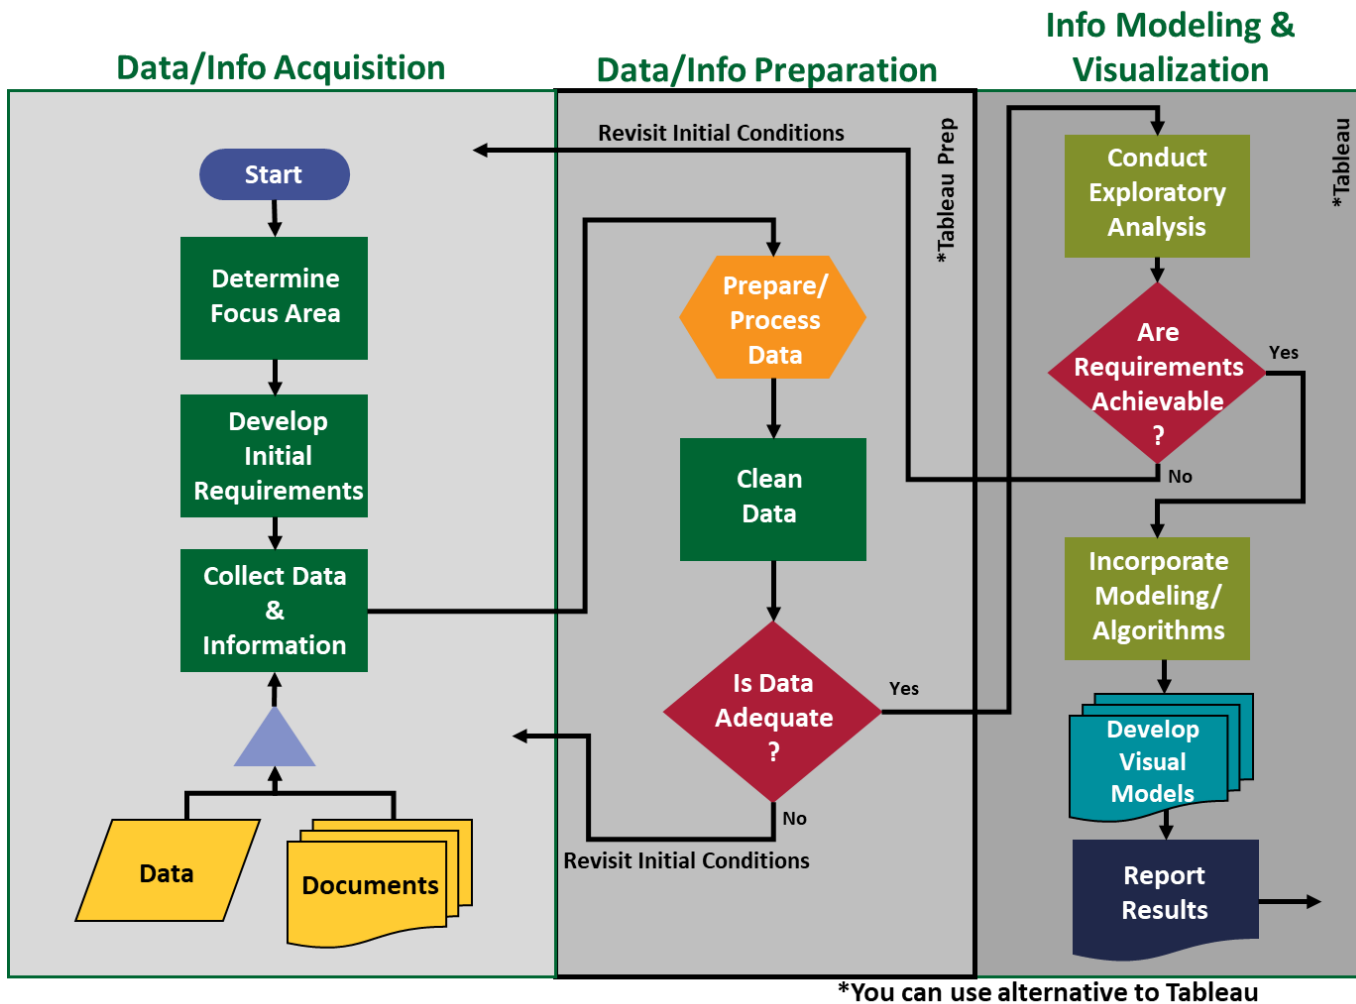 Data/Info Acquisition
Start
Determine
Focus Area
Develop
Initial
Requirements
Collect Data
&
Information
Data
Documents
Data/Info Preparation
Revisit Initial Conditions
*Tableau Prep
Prepare/
Process
Data
Clean
Data
Is Data
Adequate
?
Yes
No
Revisit Initial Conditions
Info Modeling &
Visualization
*Tableau
Conduct
Exploratory
Analysis
Are
Requirements
Achievable
?
Yes
No
Incorporate
Modeling/
Algorithms
Develop
Visual
Models
Report
Results
*You can use alternative to Tableau